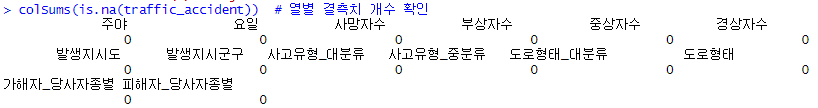 > colSums(is.na(traffic_accident))  # 열별 결측치 개수 확인
주야 요일 사망자수 부상자수 중상자수 경상자수
0 0 0 0 0 0
발생지시도 발생지시군구 사고유형_대분류 사고유형_중분류 도로형태_대분류 도로형태
0 0 0 0 0 0
가해자_당사자종별 피해자_당사자종별
0 0